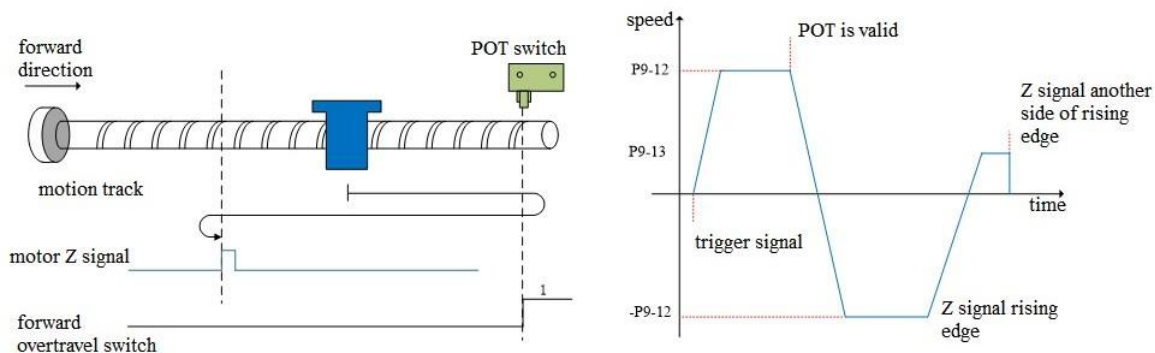 forward
direction
POT switch
motion track
motor Z signal
1
forward
overtravel switch
speed
POT is valid
P9-12
Z signal another
side of rising
edge
P9-13
time
trigger signal
-P9-12
Z signal rising
edge